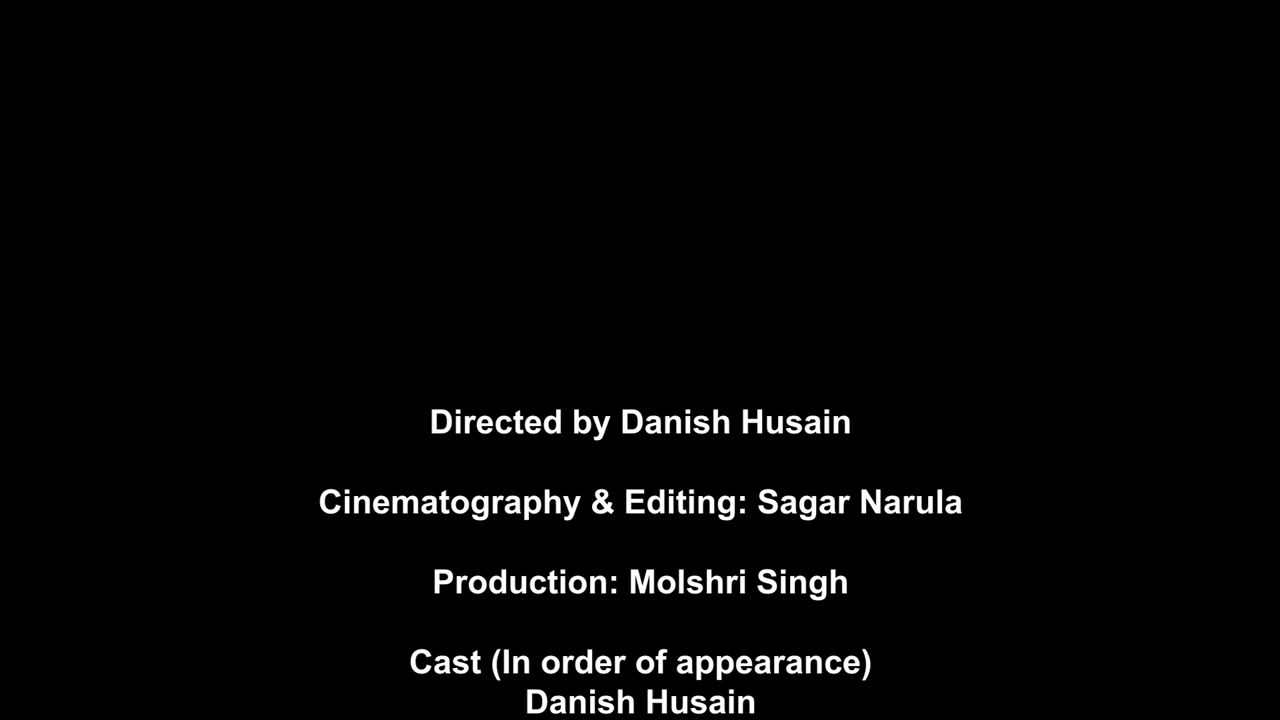 Directed by Danish Husain
Cinematography & Editing: Sagar Narula
Production: Molshri Singh
Cast (In order of appearance)
Danish Husain